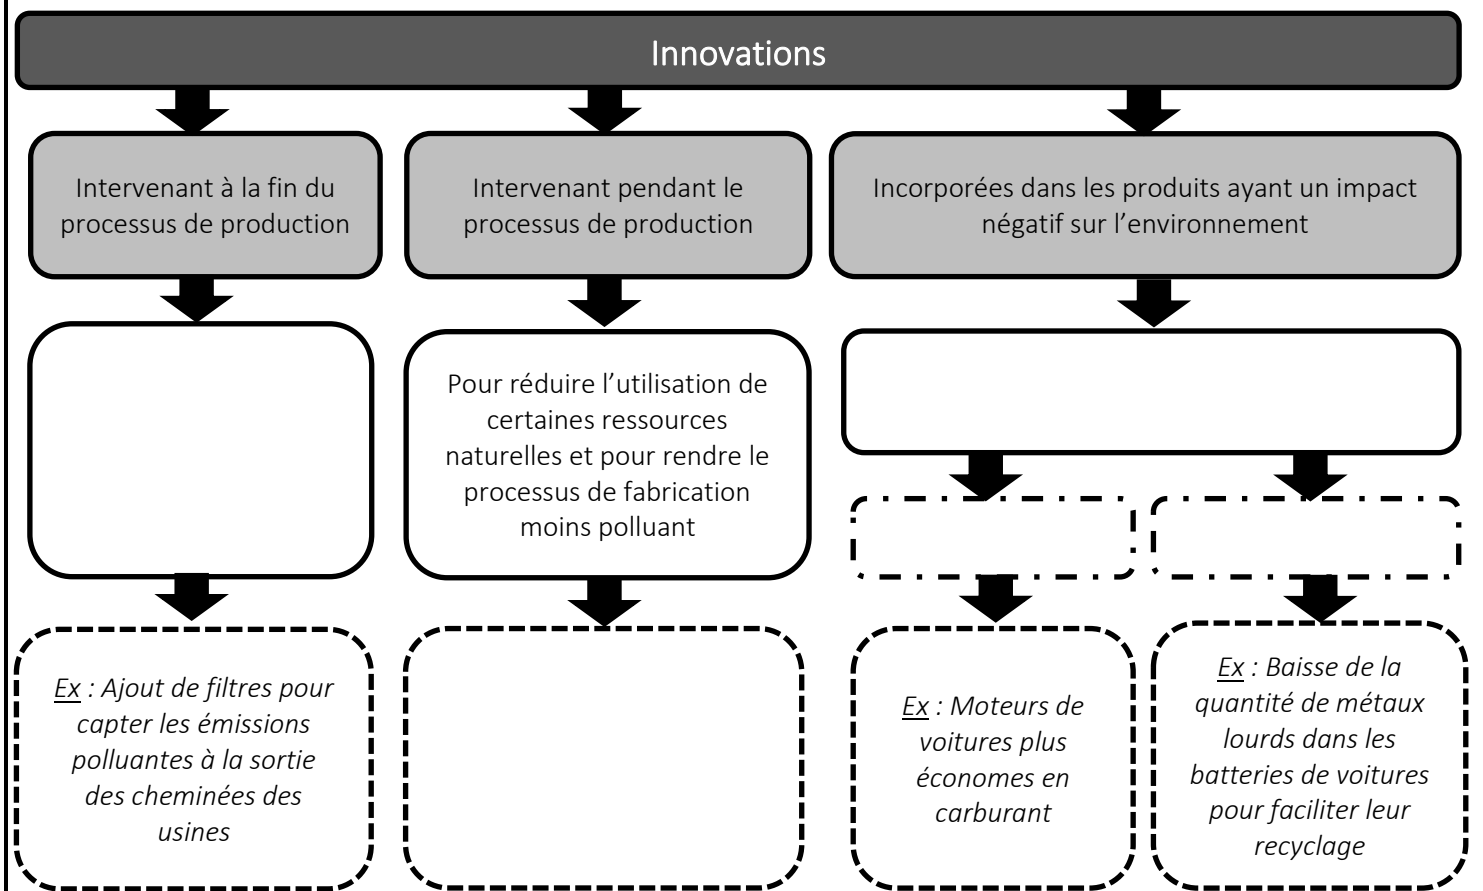 Innovations
Intervenant à la fin du
processus de production
Intervenant pendant le
processus de production
Incorporées dans les produits ayant un impact
négatif sur l’environnement
Pour réduire l’utilisation de
certaines ressources
naturelles et pour rendre le
processus de fabrication
moins polluant
Ex : Ajout de filtres pour
capter les émissions
polluantes à la sortie
des cheminées des
usines
Ex : Moteurs de
voitures plus
économes en
carburant
Ex : Baisse de la
quantité de métaux
lourds dans les
batteries de voitures
pour faciliter leur
recyclage